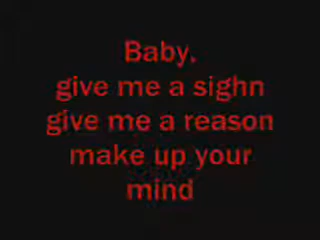 Baby,
give me a sighn
give me a reason
make up your
mind